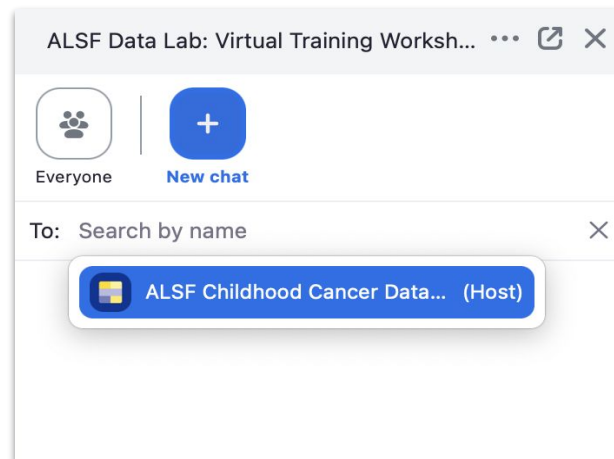 ALSF Data Lab: Virtual Training Worksh...
Everyone
New chat
To: Search by name
ALSF Childhood Cancer Data... (Host)